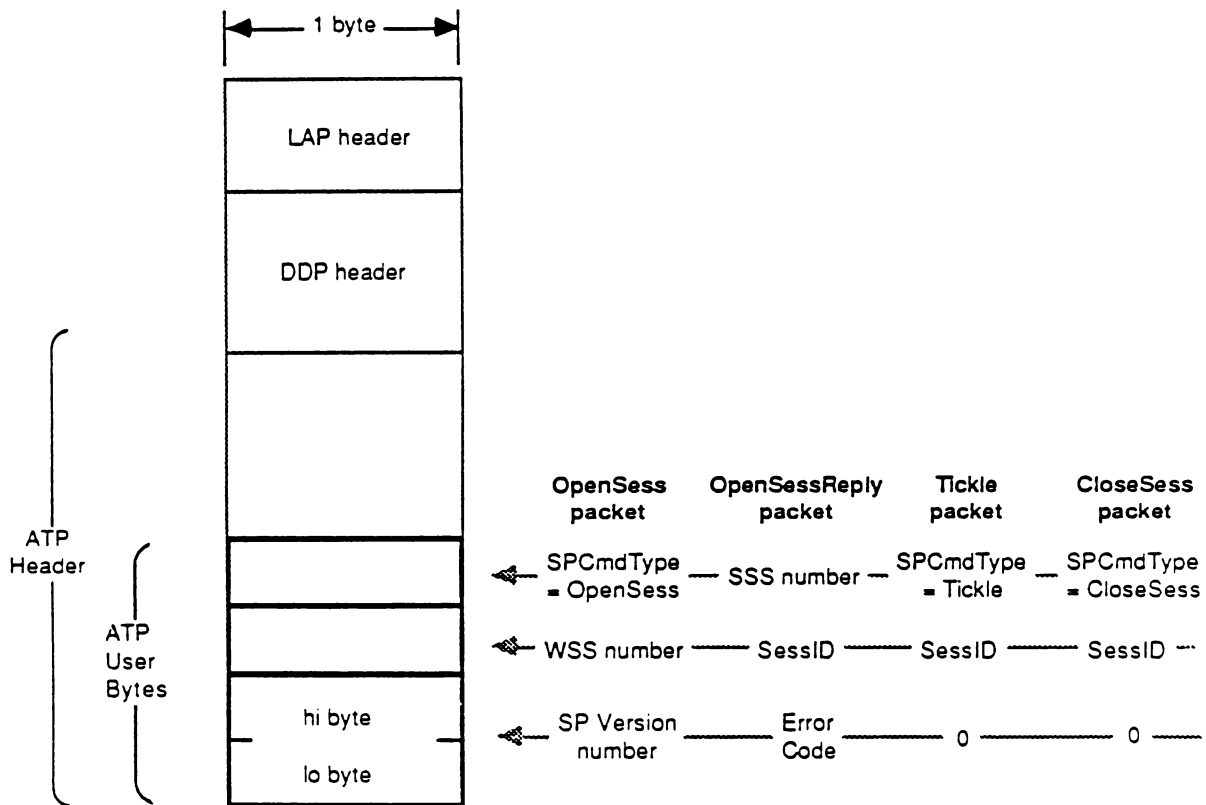 1 byte
LAP header
DDP header
ATP
Header
ATP
User
Bytes
hi byte
lo byte
OpenSess OpenSessReply Tickle CloseSess
packet packet packet packet
SPCmdType SSS number SPCmdType SPCmdType
= OpenSess = Tickle = CloseSess
WSS number SessID SessID SessID
SP Version Error 0 0
number Code